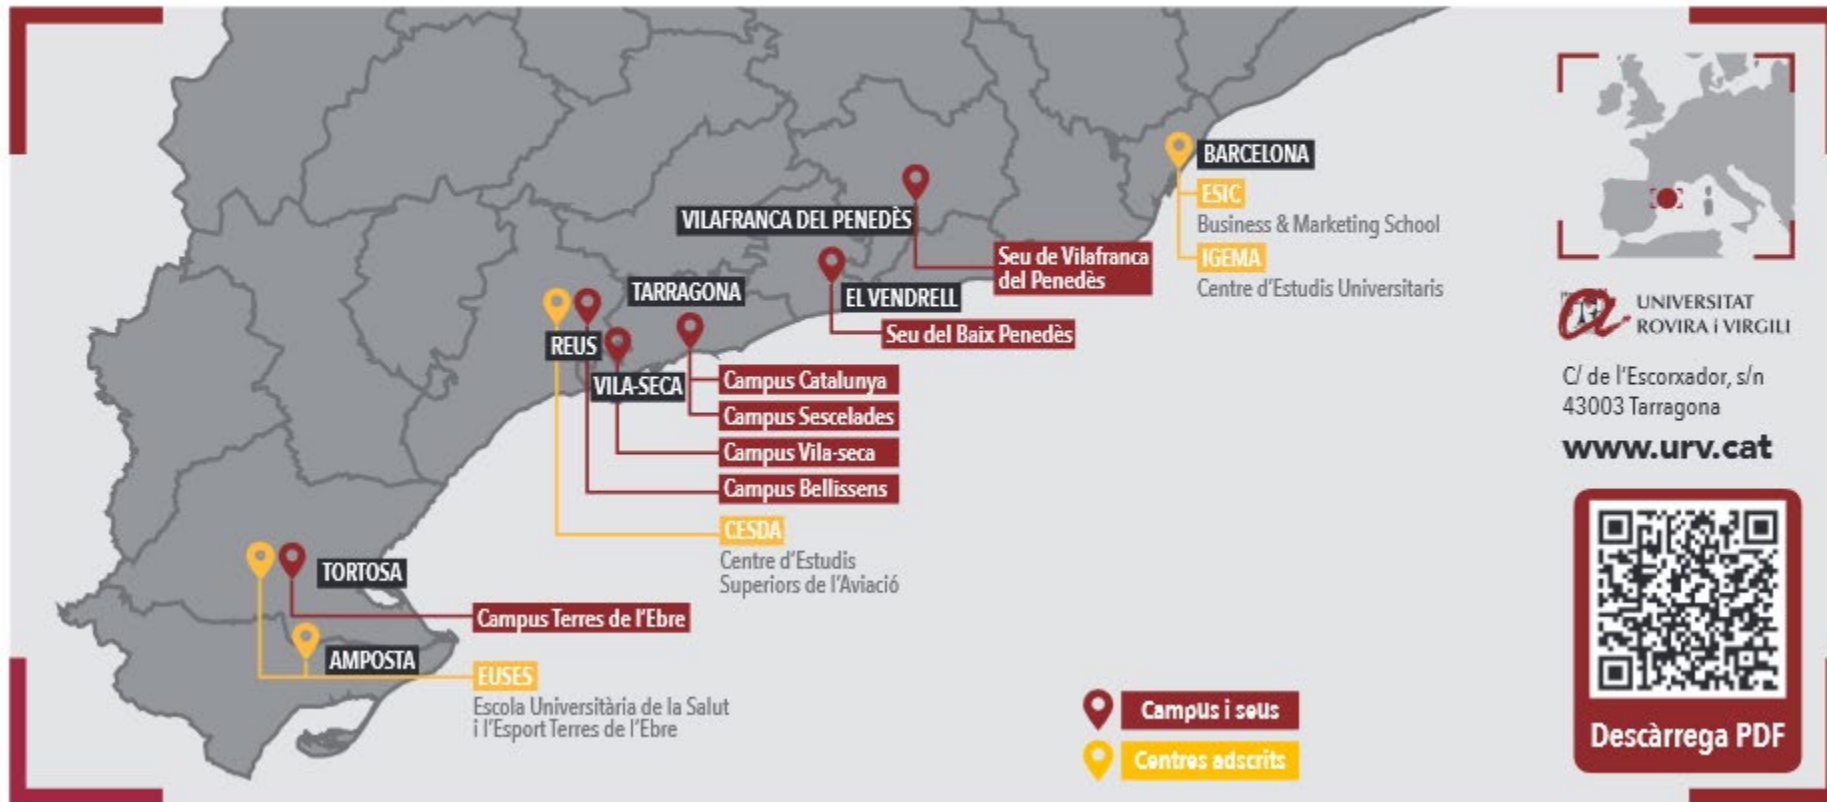 BARCELONA
ESIC
Business & Marketing School
IGEMA
Centre d'Estudis Universitaris
VILAFRANCA DEL PENEDÈS
Seu de Vilafranca
del Penedès
EL VENDRELL
Seu del Baix Penedès
TARRAGONA
REUS
VILA-SECA
Campus Catalunya
Campus Sescelades
Campus Vila-seca
Campus Bellissens
CESDA
Centre d'Estudis
Superiors de l'Aviació
TORTOSA
Campus Terres de l'Ebre
AMPOSTA
EUSES
Escola Universitària de la Salut
i l'Esport Terres de l'Ebre
Campus i seus
Centres adscrits
UNIVERSITAT
ROVIRA i VIRGILI
C/ de l'Escorxador, s/n
43003 Tarragona
www.urv.cat
Descàrrega PDF